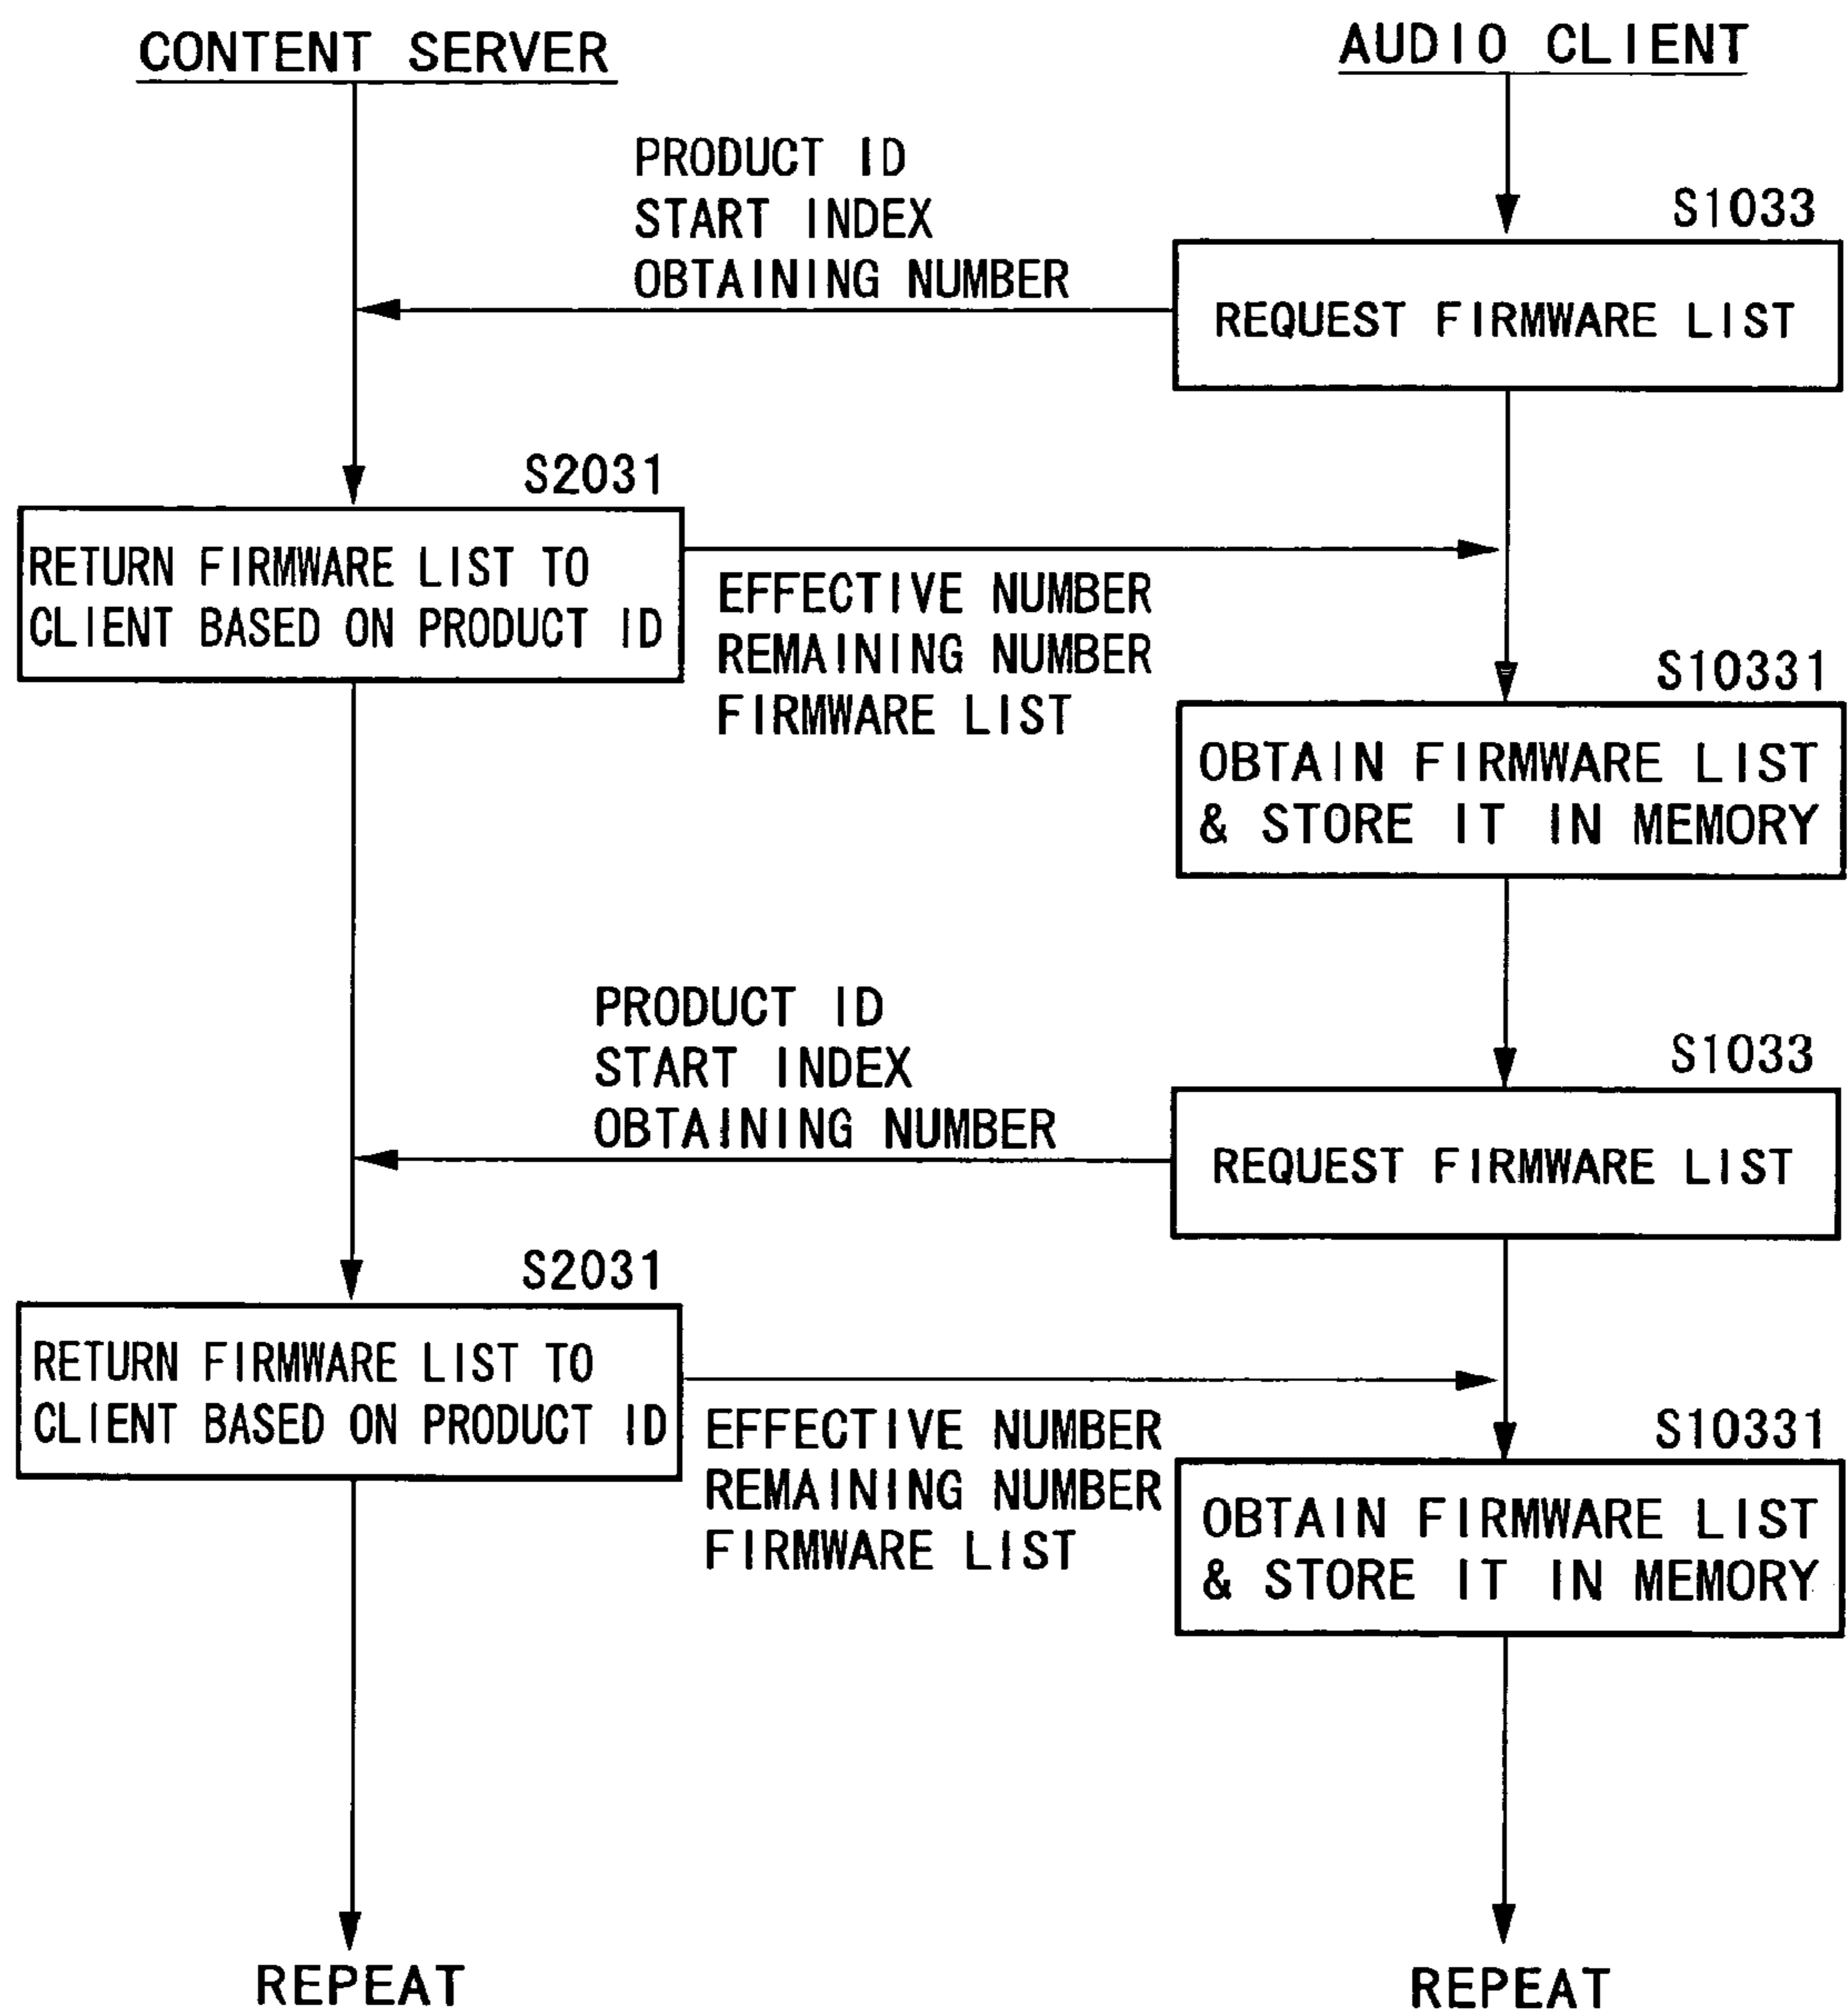 CONTENT SERVER
AUDIO CLIENT
PRODUCT ID
START INDEX
OBTAINING NUMBER
S1033
REQUEST FIRMWARE LIST
S2031
RETURN FIRMWARE LIST TO
CLIENT BASED ON PRODUCT ID
EFFECTIVE NUMBER
REMAINING NUMBER
FIRMWARE LIST
S10331
OBTAIN FIRMWARE LIST
& STORE IT IN MEMORY
PRODUCT ID
START INDEX
OBTAINING NUMBER
S1033
REQUEST FIRMWARE LIST
S2031
RETURN FIRMWARE LIST TO
CLIENT BASED ON PRODUCT ID
EFFECTIVE NUMBER
REMAINING NUMBER
FIRMWARE LIST
S10331
OBTAIN FIRMWARE LIST
& STORE IT IN MEMORY
REPEAT
REPEAT